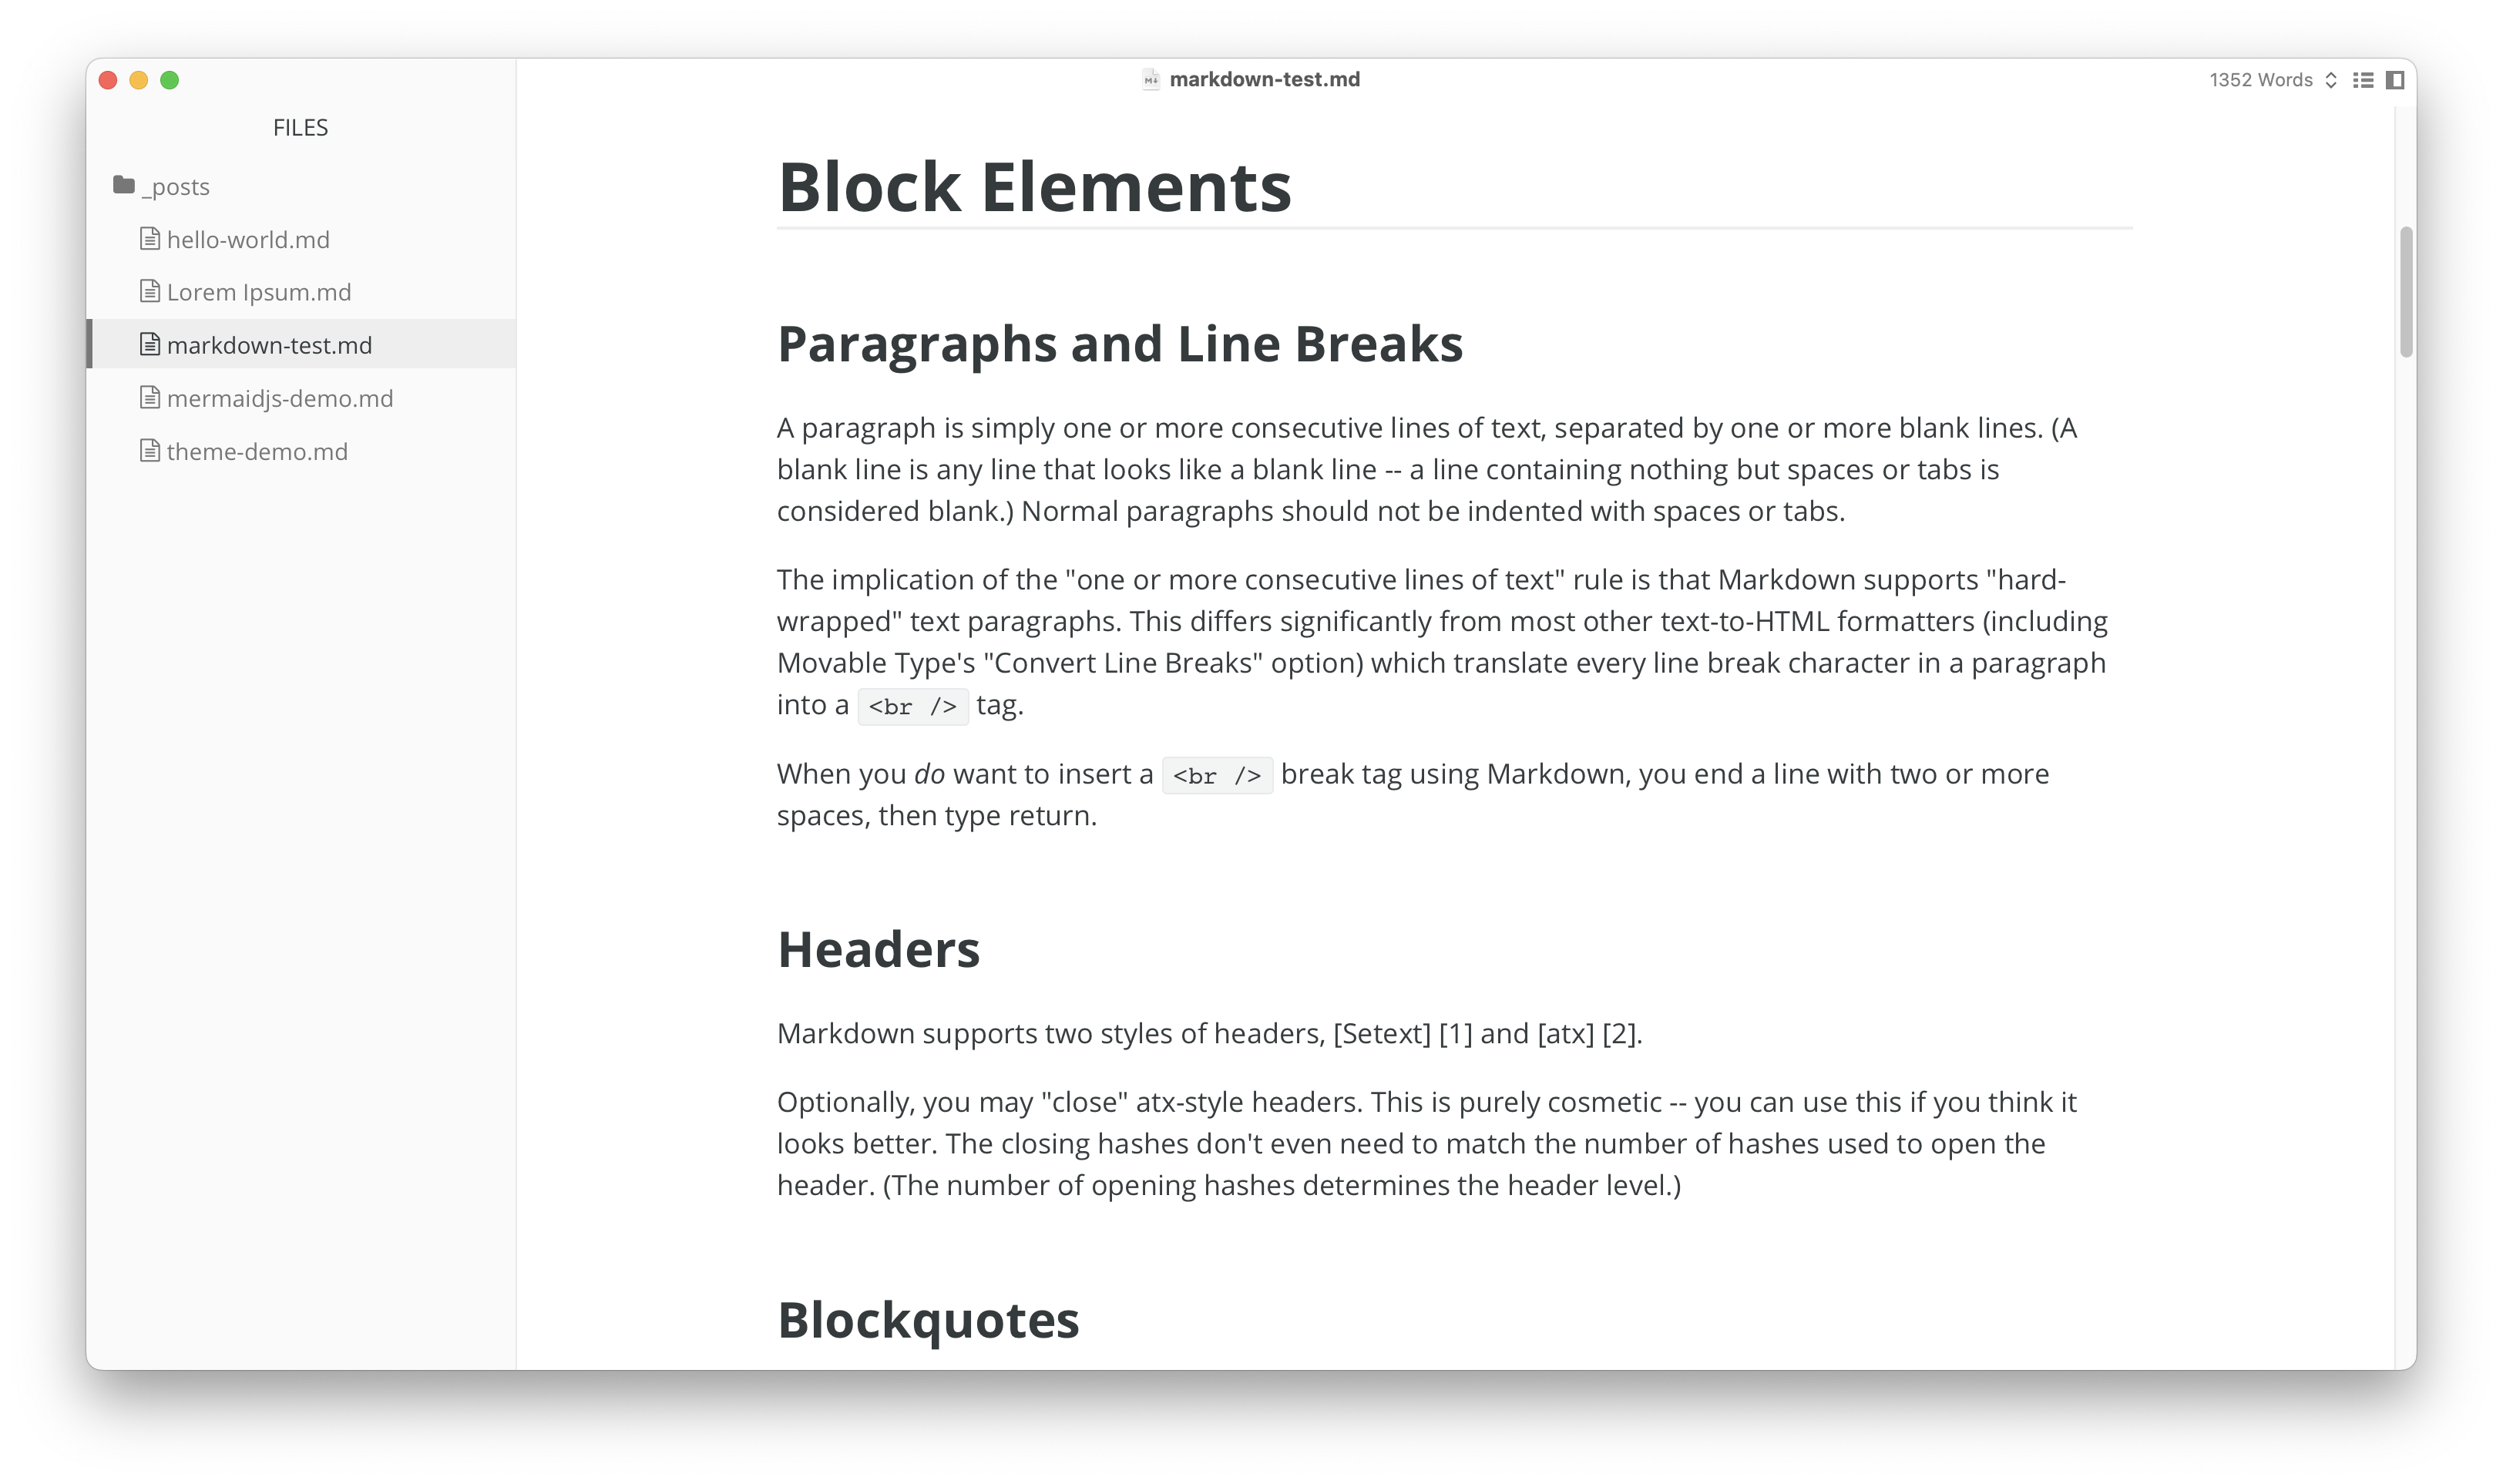 markdown-test.md
1352 Words
FILES
_posts
hello-world.md
Lorem Ipsum.md
markdown-test.md
mermaidjs-demo.md
theme-demo.md
Block Elements
Paragraphs and Line Breaks
A paragraph is simply one or more consecutive lines of text, separated by one or more blank lines. (A
blank line is any line that looks like a blank line -- a line containing nothing but spaces or tabs is
considered blank.) Normal paragraphs should not be indented with spaces or tabs.
The implication of the "one or more consecutive lines of text" rule is that Markdown supports "hard-
wrapped" text paragraphs. This differs significantly from most other text-to-HTML formatters (including
Movable Type's "Convert Line Breaks" option) which translate every line break character in a paragraph
into a <br /> tag.
When you do want to insert a <br /> break tag using Markdown, you end a line with two or more
spaces, then type return.
Headers
Markdown supports two styles of headers, [Setext] [1] and [atx] [2].
Optionally, you may "close" atx-style headers. This is purely cosmetic -- you can use this if you think it
looks better. The closing hashes don't even need to match the number of hashes used to open the
header. (The number of opening hashes determines the header level.)
Blockquotes